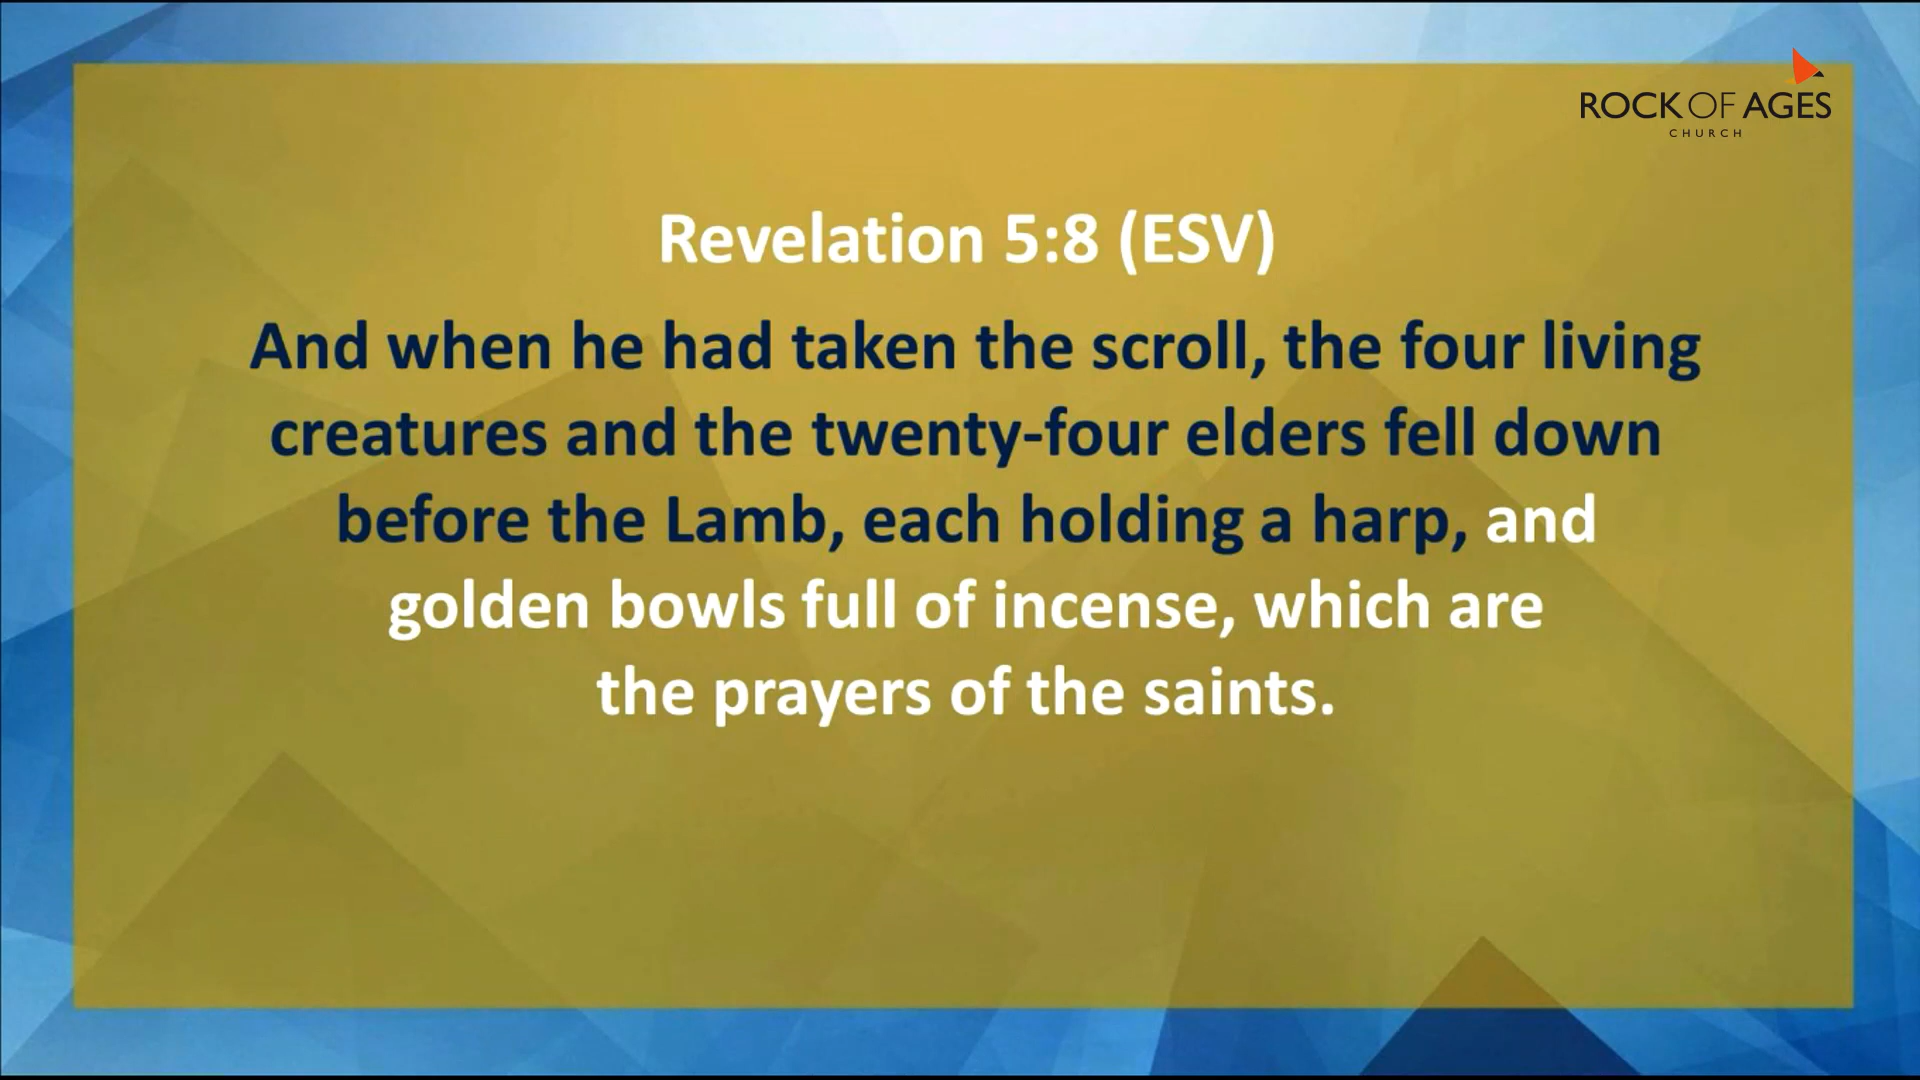 ROCK OF AGES
CHURCH
Revelation 5:8 (ESV)
And when he had taken the scroll, the four living
creatures and the twenty-four elders fell down
before the Lamb, each holding a harp, and
golden bowls full of incense, which are
the prayers of the saints.